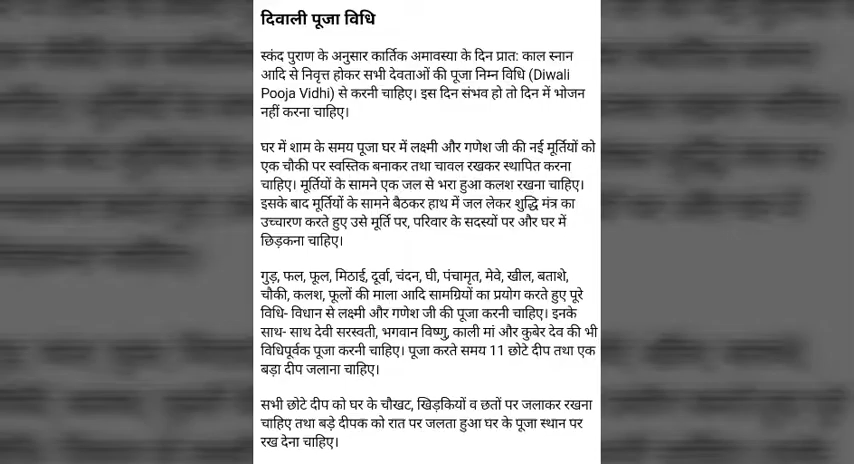 दिवाली पूजा विधि
स्कंद पुराण के अनुसार कार्तिक अमावस्या के दिन प्रात: काल स्नान
आदि से निवृत्त होकर सभी देवताओं की पूजा निम्न विधि (Diwali
Pooja Vidhi) से करनी चाहिए। इस दिन संभव हो तो दिन में भोजन
नहीं करना चाहिए।
घर में शाम के समय पूजा घर में लक्ष्मी और गणेश जी की नई मूर्तियों को
एक चौकी पर स्वस्तिक बनाकर तथा चावल रखकर स्थापित करना
चाहिए। मूर्तियों के सामने एक जल से भरा हुआ कलश रखना चाहिए।
इसके बाद मूर्तियों के सामने बैठकर हाथ में जल लेकर शुद्धि मंत्र का
उच्चारण करते हुए उसे मूर्ति पर, परिवार के सदस्यों पर और घर में
छिड़कना चाहिए।
गुड़, फल, फूल, मिठाई, दूर्वा, चंदन, घी, पंचामृत, मेवे, खील, बताशे,
चौकी, कलश, फूलों की माला आदि सामग्रियों का प्रयोग करते हुए पूरे
विधि- विधान से लक्ष्मी और गणेश जी की पूजा करनी चाहिए। इनके
साथ- साथ देवी सरस्वती, भगवान विष्णु, काली मां और कुबेर देव की भी
विधिपूर्वक पूजा करनी चाहिए। पूजा करते समय 11 छोटे दीप तथा एक
बड़ा दीप जलाना चाहिए।
सभी छोटे दीप को घर के चौखट, खिड़कियों व छतों पर जलाकर रखना
चाहिए तथा बड़े दीपक को रात पर जलता हुआ घर के पूजा स्थान पर
रख देना चाहिए।